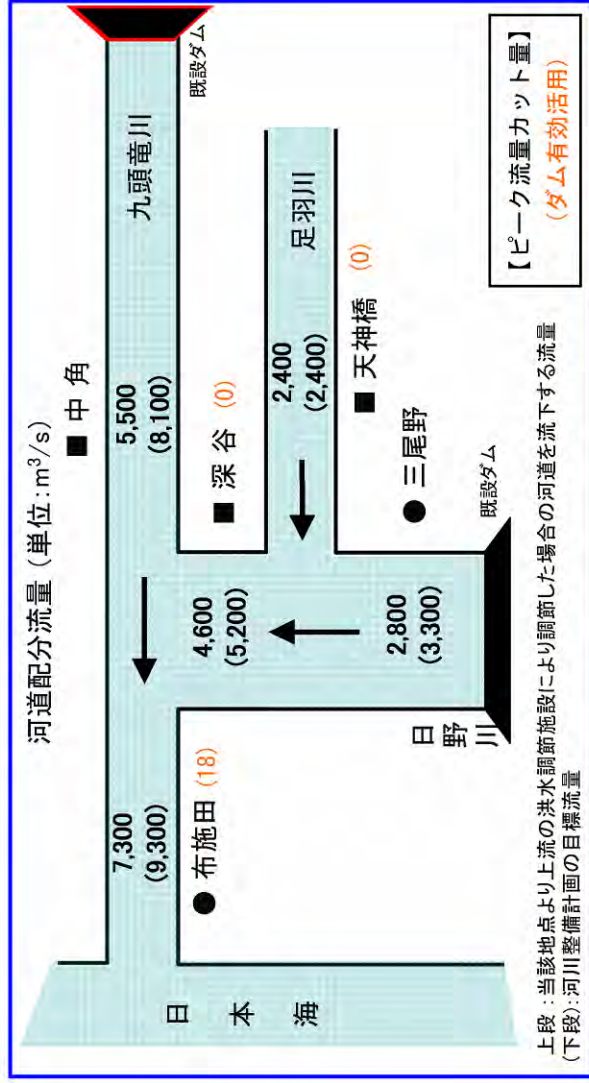 河道配分流量(単位:m³/s)
■中角
既設ダム
九頭竜川
5,500
(8,100)
7,300
(9,300)
日本海
●布施田(18)
■深谷(0)
足羽川
2,400
(2,400)
■天神橋(0)
4,600
(5,200)
2,800
(3,300)
●三尾野
日野川
既設ダム
【ピーク流量カット量】
(ダム有効活用)
上段:当該地点より上流の洪水調節施設により調節した場合の河道を流下する流量
(下段):河川整備計画の目標流量